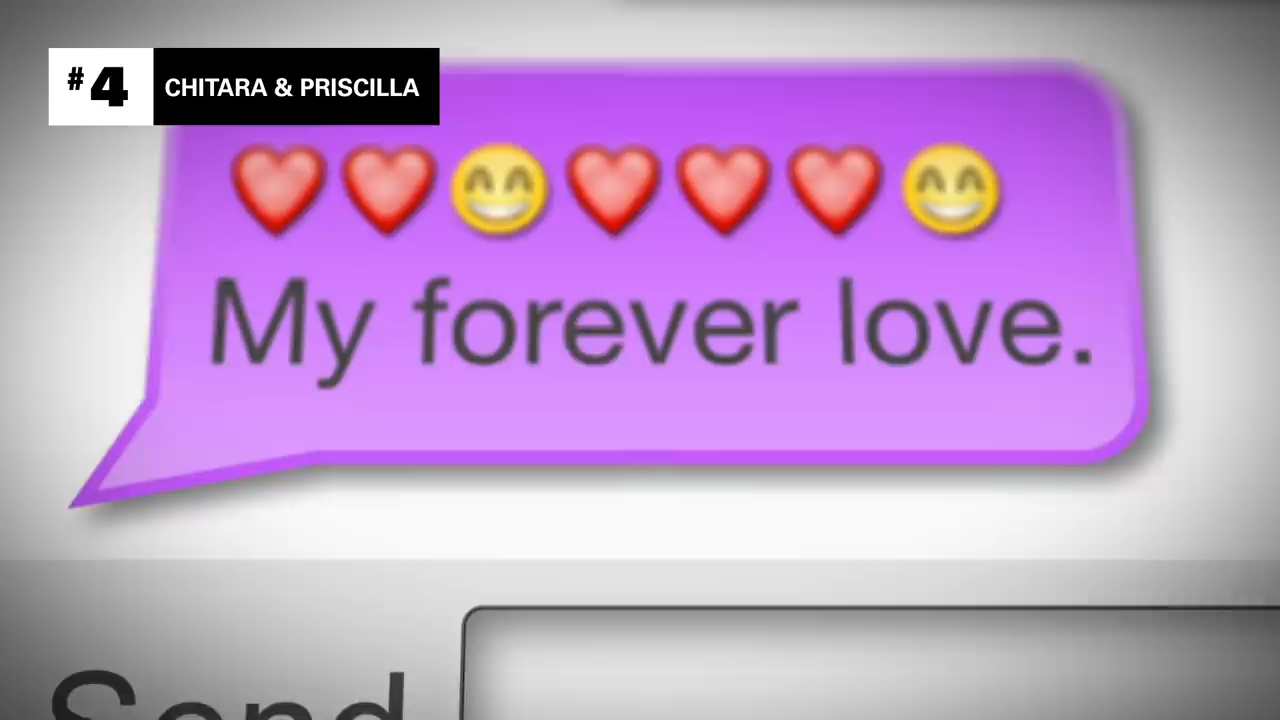 #4 CHITARA & PRISCILLA
❤️❤️😁❤️❤️❤️😁
My forever love.
Send